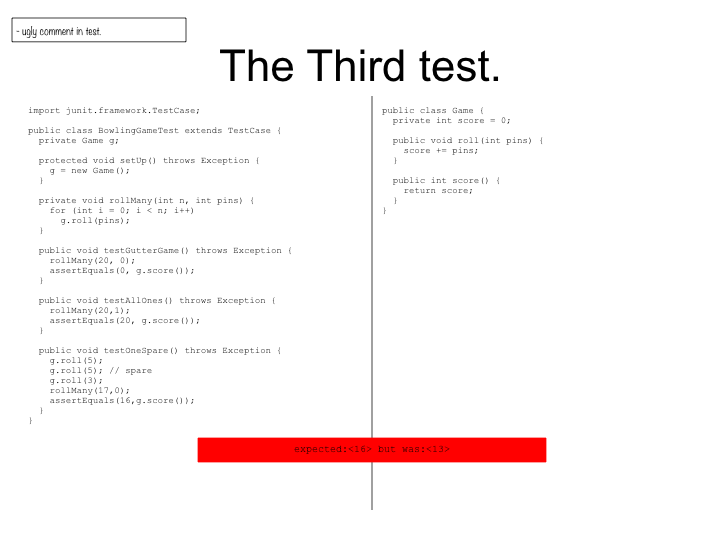 - ugly comment in test.
The Third test.
import junit.framework.TestCase;
public class BowlingGameTest extends TestCase {
private Game g;
protected void setUp() throws Exception {
g = new Game();
}
private void rollMany(int n, int pins) {
for (int i = 0; i < n; i++)
g.roll(pins);
}
public void testGutterGame() throws Exception {
rollMany(20, 0);
assertEquals(0, g.score());
}
public void testAllOnes() throws Exception {
rollMany(20,1);
assertEquals(20, g.score());
}
public void testOneSpare() throws Exception {
g.roll(5);
g.roll(5); // spare
g.roll(3);
rollMany(17,0);
assertEquals(16,g.score());
}
}
public class Game {
private int score = 0;
public void roll(int pins) {
score += pins;
}
public int score() {
return score;
}
}
expected:<16> but was:<13>